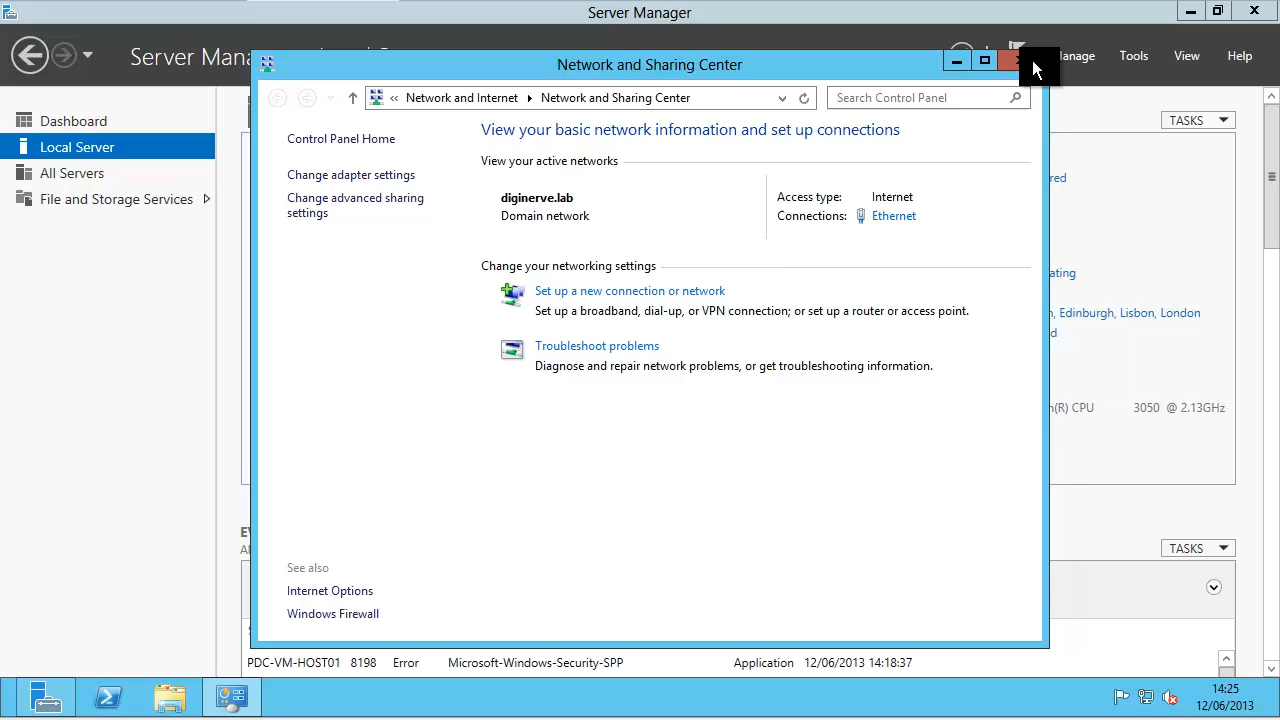 Server Manager
Server Mana
Manage Tools View Help
Network and Sharing Center
« Network and Internet Network and Sharing Center
Search Control Panel
Dashboard
Local Server
All Servers
File and Storage Services
TASKS
Control Panel Home
Change adapter settings
Change advanced sharing
settings
View your basic network information and set up connections
View your active networks
diginerve.lab
Domain network
Access type: Internet
Connections: Ethernet
Change your networking settings
Set up a new connection or network
Set up a broadband, dial-up, or VPN connection; or set up a router or access point.
Troubleshoot problems
Diagnose and repair network problems, or get troubleshooting information.
red
ating
, Edinburgh, Lisbon, London
d
n(R) CPU 3050 @ 2.13GHz
See also
Internet Options
Windows Firewall
TASKS
PDC-VM-HOST01 8198 Error Microsoft-Windows-Security-SPP Application 12/06/2013 14:18:37
14:25
12/06/2013